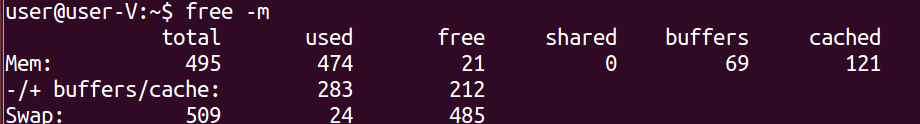 user@user-V:~$ free -m
total used free shared buffers cached
Mem: 495 474 21 0 69 121
-/+ buffers/cache: 283 212
Swap: 509 24 485